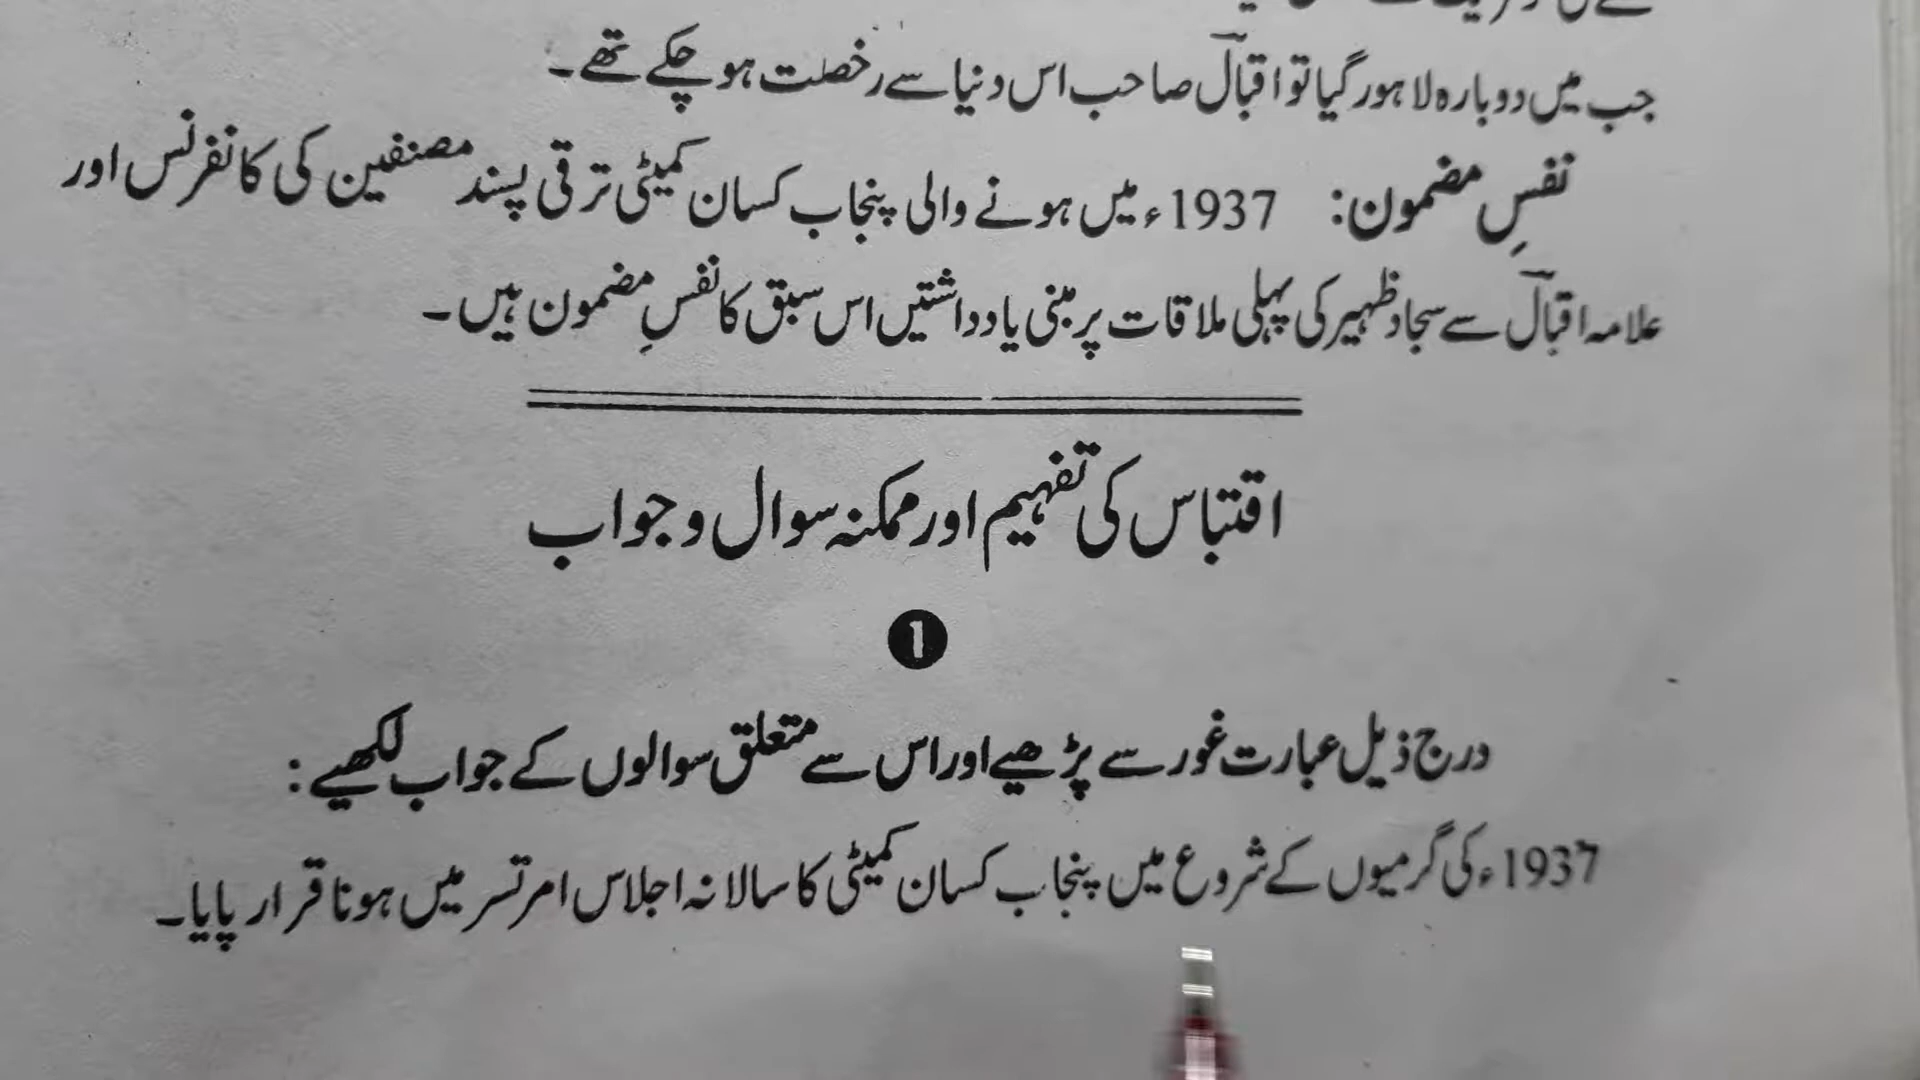 جب میں دوبارہ لاہور گیا تو اقبالؔ صاحب اس دنیا سے رخصت ہو چکے تھے۔
نفسِ مضمون: 1937ء میں ہونے والی پنجاب کسان کمیٹی ترقی پسند مصنفین کی کانفرنس اور
علامہ اقبالؔ سے سجاد ظہیر کی پہلی ملاقات پر مبنی یادداشتیں اس سبق کا نفسِ مضمون ہیں۔
اقتباس کی تفہیم اور ممکنہ سوال و جواب
1
درج ذیل عبارت غور سے پڑھیے اور اس سے متعلق سوالوں کے جواب لکھیے:
1937ء کی گرمیوں کے شروع میں پنجاب کسان کمیٹی کا سالانہ اجلاس امرتسر میں ہونا قرار پایا۔